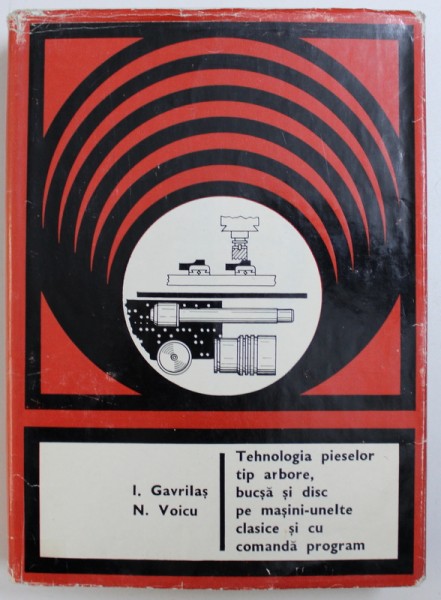 I. Gavrilaș
N. Voicu
Tehnologia pieselor
tip arbore,
bucșă și disc
pe mașini-unelte
clasice și cu
comandă program